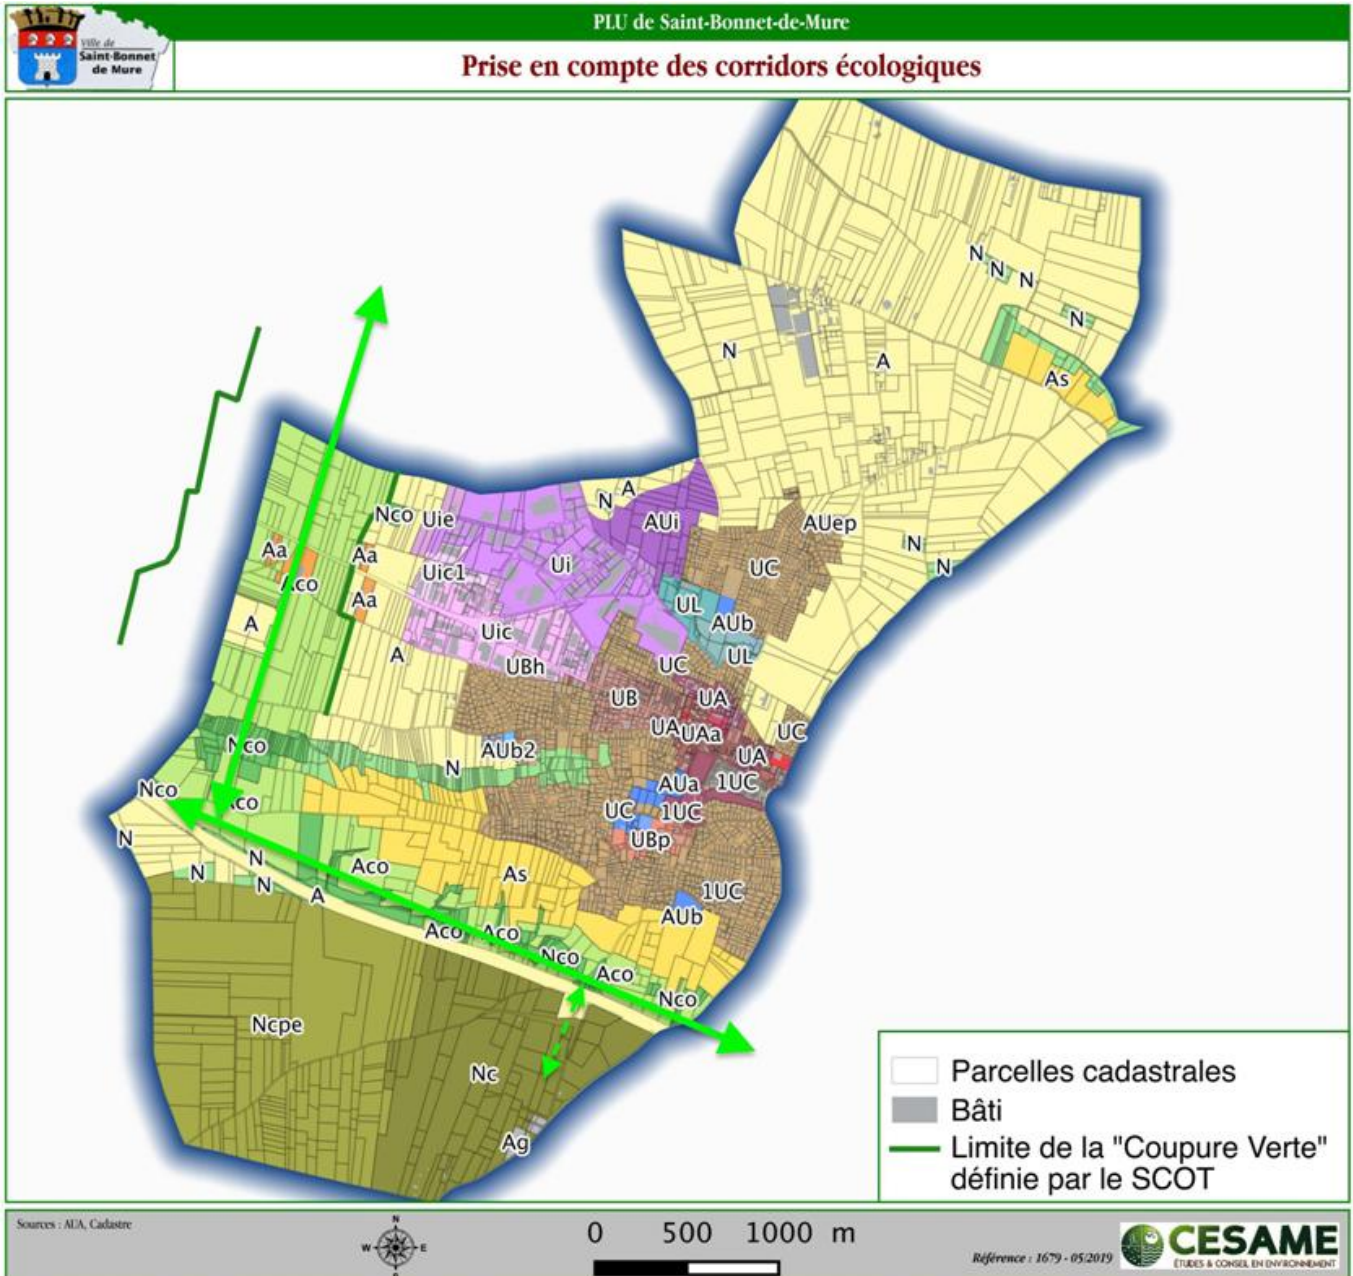 PLU de Saint-Bonnet-de-Mure
Ville de
Saint-Bonnet
de Mure
Prise en compte des corridors écologiques
N
N
N
N
N
A
As
N
A
Nco
Uie
AUi
AUep
Aa
Aa
Uic1
Ui
UC
N
N
Aco
Aa
UL
AUb
A
Uic
A
UBh
UC
UL
UB
UA
UA
UAa
UC
Nco
AUb2
UA
N
AUa
1UC
Nco
Aco
UC
1UC
N
UBp
N
N
Aco
As
N
A
1UC
AUb
Aco
Aco
Nco
Aco
Nco
Ncpe
Nc
Ag
Parcelles cadastrales
Bâti
Limite de la "Coupure Verte"
définie par le SCOT
Sources : AUA, Cadastre
N
W
E
S
0 500 1000 m
Référence : 1679 - 05/2019
CESAME
ÉTUDES & CONSEIL EN ENVIRONNEMENT